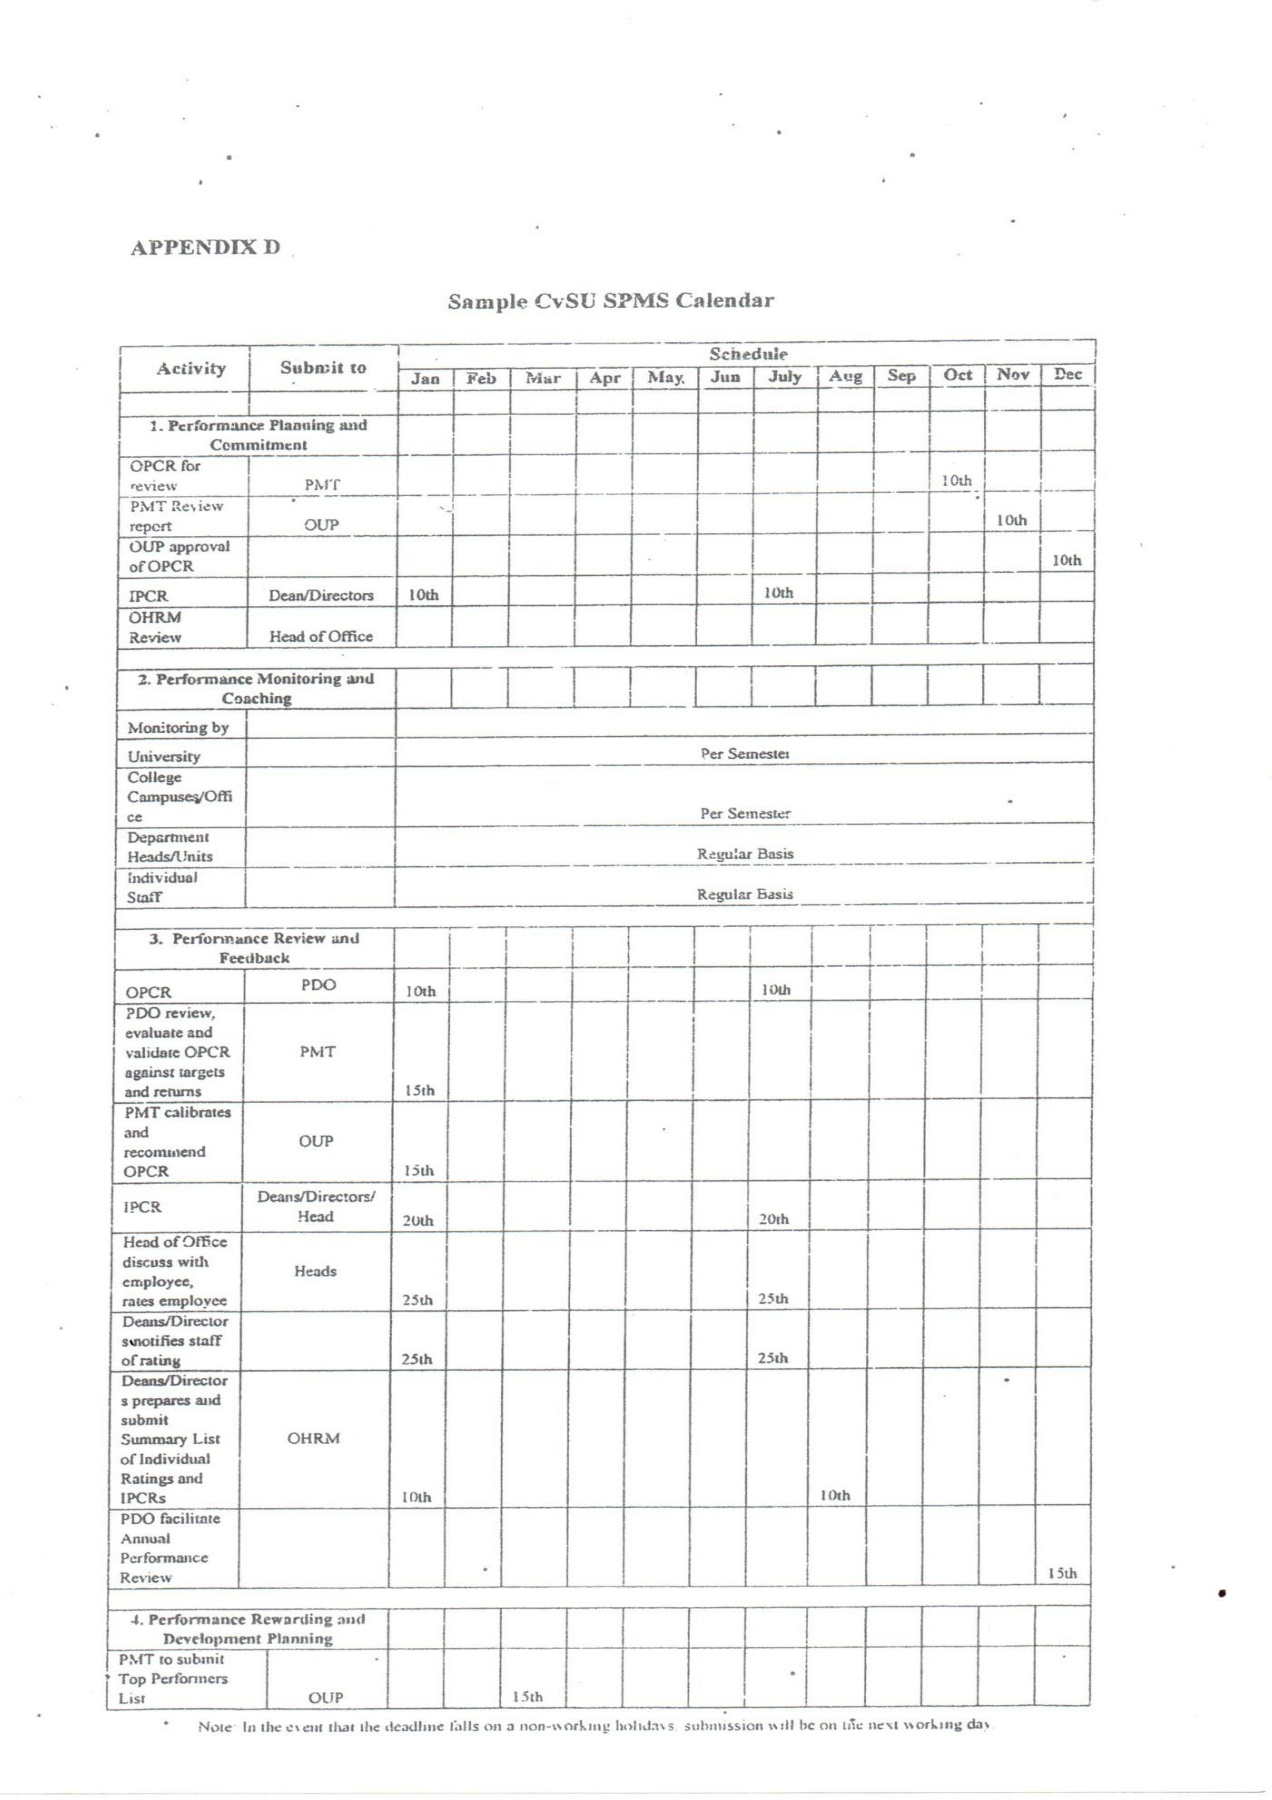 APPENDIX D
Sample CvSU SPMS Calendar
Activity
Submit to
Schedule
Jan Feb Mar Apr May. Jun July Aug Sep Oct Nov Dec
1. Performance Planning and
Commitment
OPCR for
review PMT 10th
PMT Review
report OUP 10th
OUP approval
of OPCR 10th
IPCR Dean/Directors 10th 10th
OHRM
Review Head of Office
2. Performance Monitoring and
Coaching
Monitoring by
University Per Semester
College
Campuses/Offi
ce Per Semester
Department
Heads/Units Regular Basis
Individual
Staff Regular Basis
3. Performance Review and
Feedback
OPCR PDO 10th 10th
PDO review,
evaluate and
validate OPCR PMT
against targets
and returns 15th
PMT calibrates
and OUP
recommend
OPCR 15th
IPCR Deans/Directors/
Head 20th 20th
Head of Office
discuss with Heads
employee,
rates employee 25th 25th
Deans/Director
snotifies staff
of rating 25th 25th
Deans/Director
s prepares and
submit
Summary List OHRM
of Individual
Ratings and
IPCRs 10th 10th
PDO facilitate
Annual
Performance
Review 15th
4. Performance Rewarding and
Development Planning
PMT to submit
Top Performers
List OUP 15th
Note: In the event that the deadline falls on a non-working holidays, submission will be on the next working day.